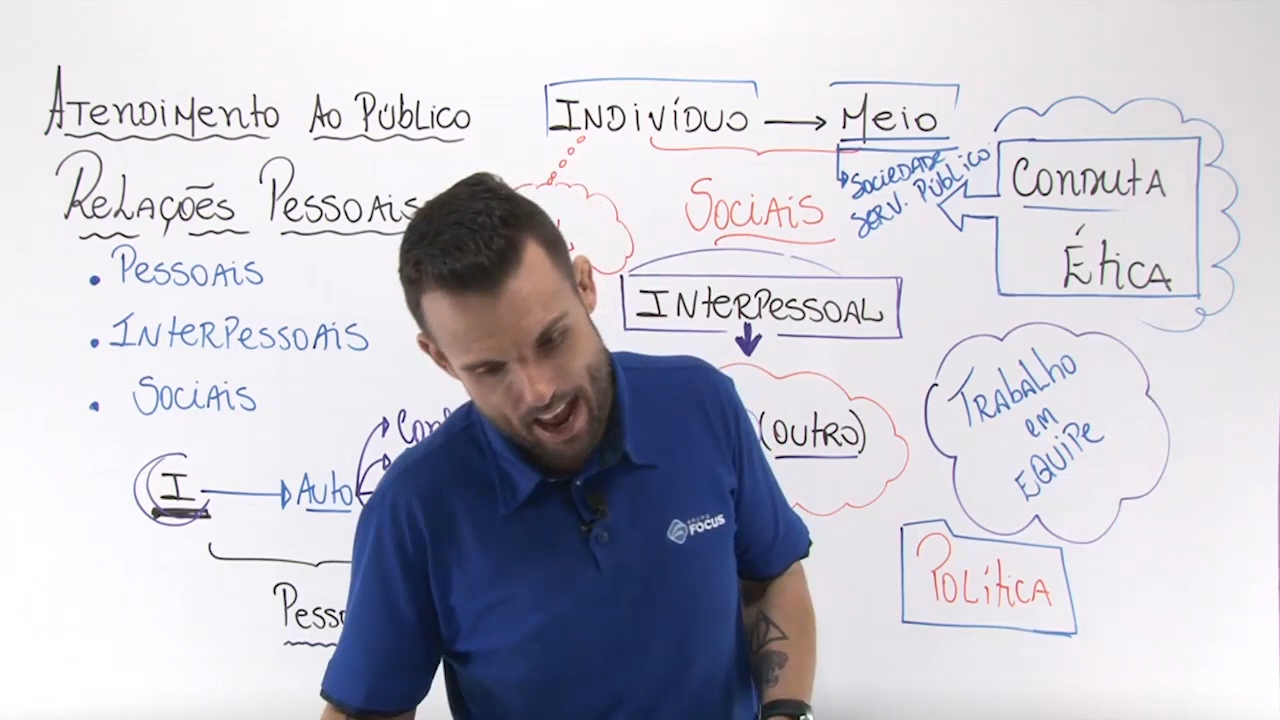 Atendimento Ao Público
Relações Pessoais
• Pessoais
• Interpessoais
• Sociais
I
Auto
Indivíduo → Meio
Sociedade
Serv. Público
Sociais
Interpessoal
(Outro)
Conduta
Ética
Trabalho
em
Equipe
Política
GRUPO
FOCUS